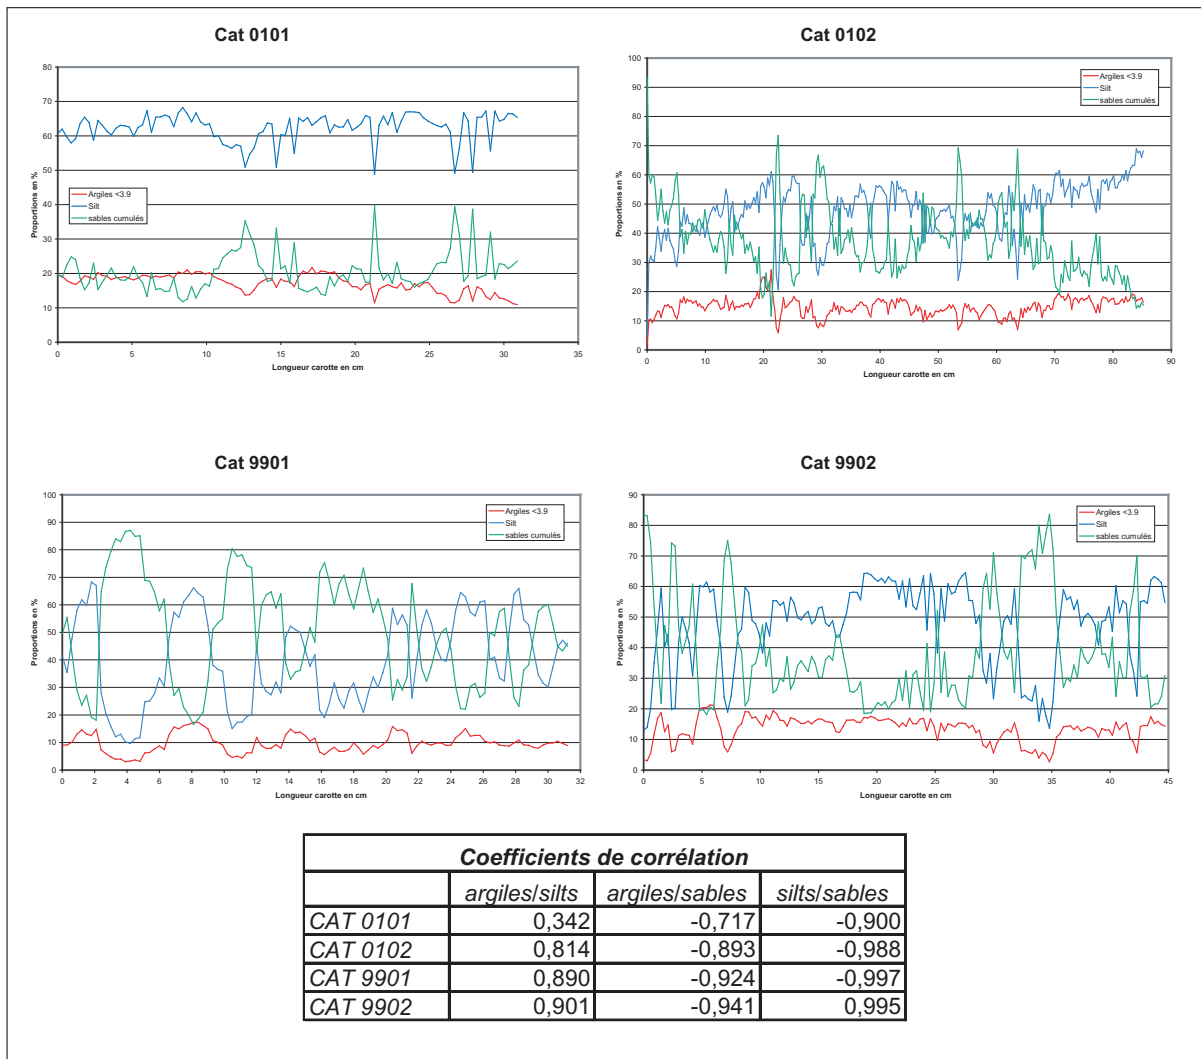 Cat 0101
80
70
60
50
40
30
20
10
0
Proportions en %
Argiles <3.9
Silt
sables cumulés
0 5 10 15 20 25 30 35
Longueur carotte en cm
Cat 0102
100
90
80
70
60
50
40
30
20
10
0
Proportions en %
Argiles <3.9
Silt
sables cumulés
0 10 20 30 40 50 60 70 80 90
Longueur carotte en cm
Cat 9901
100
90
80
70
60
50
40
30
20
10
0
Proportions en %
Argiles <3.9
Silt
sables cumulés
0 2 4 6 8 10 12 14 16 18 20 22 24 26 28 30 32
Longueur carotte en cm
Cat 9902
90
80
70
60
50
40
30
20
10
0
Proportions en %
Argiles <3.9
Silt
sables cumulés
0 5 10 15 20 25 30 35 40 45
Longueur carotte en cm
Coefficients de corrélation
argiles/silts argiles/sables silts/sables
CAT 0101 0,342 -0,717 -0,900
CAT 0102 0,814 -0,893 -0,988
CAT 9901 0,890 -0,924 -0,997
CAT 9902 0,901 -0,941 0,995